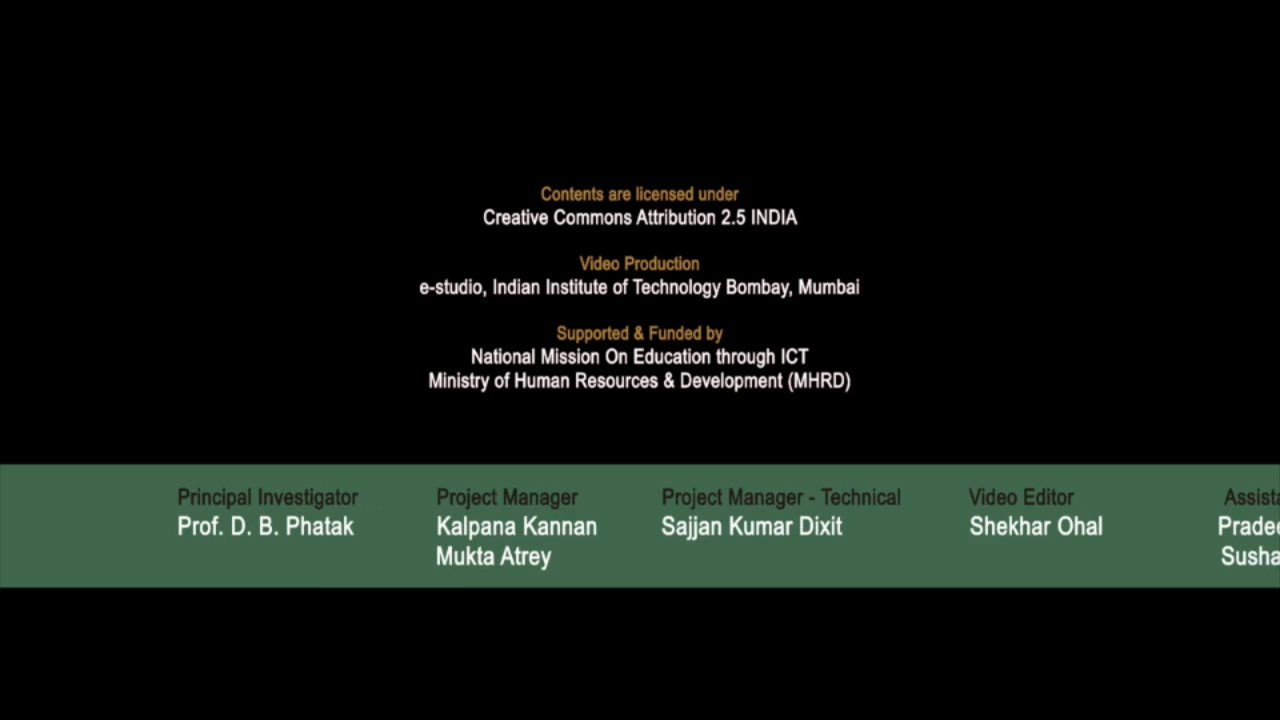 Contents are licensed under
Creative Commons Attribution 2.5 INDIA
Video Production
e-studio, Indian Institute of Technology Bombay, Mumbai
Supported & Funded by
National Mission On Education through ICT
Ministry of Human Resources & Development (MHRD)
Principal Investigator
Prof. D. B. Phatak
Project Manager
Kalpana Kannan
Mukta Atrey
Project Manager - Technical
Sajjan Kumar Dixit
Video Editor
Shekhar Ohal